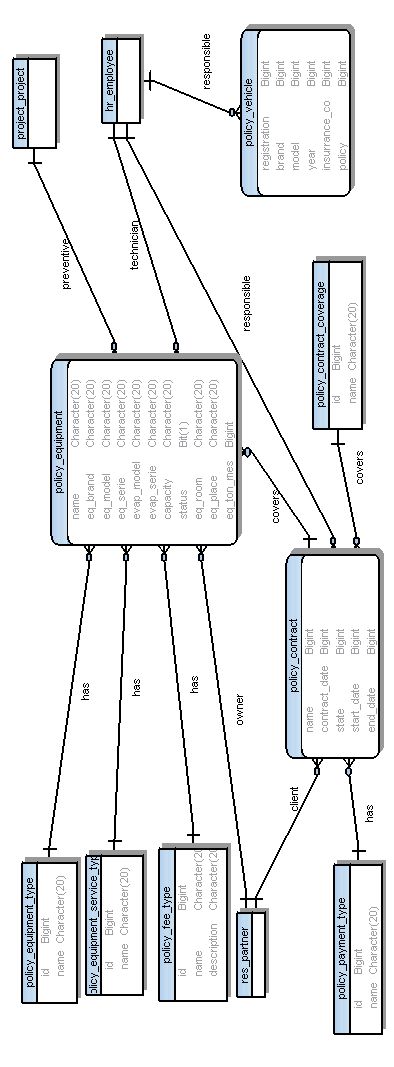 policy_equipment_type
id Bigint
name Character(20)
olicy_equipment_service_typ
id Bigint
name Character(20)
policy_fee_type
id Bigint
name Character(20)
description Character(20
res_partner
policy_payment_type
id Bigint
name Character(20)
has
has
has
owner
client
has
policy_equipment
name Character(20)
eq_brand Character(20)
eq_model Character(20)
eq_serie Character(20)
evap_model Character(20)
evap_serie Character(20)
capacity Character(20)
status Bit(1)
eq_room Character(20)
eq_place Character(20)
eq_ton_mes Bigint
policy_contract
name Bigint
contract_date Bigint
state Bigint
start_date Bigint
end_date Bigint
covers
covers
policy_contract_coverage
id Bigint
name Character(20)
preventive
technician
responsible
project_project
hr_employee
responsible
policy_vehicle
registration Bigint
brand Bigint
model Bigint
year Bigint
insurrance_co Bigint
policy Bigint